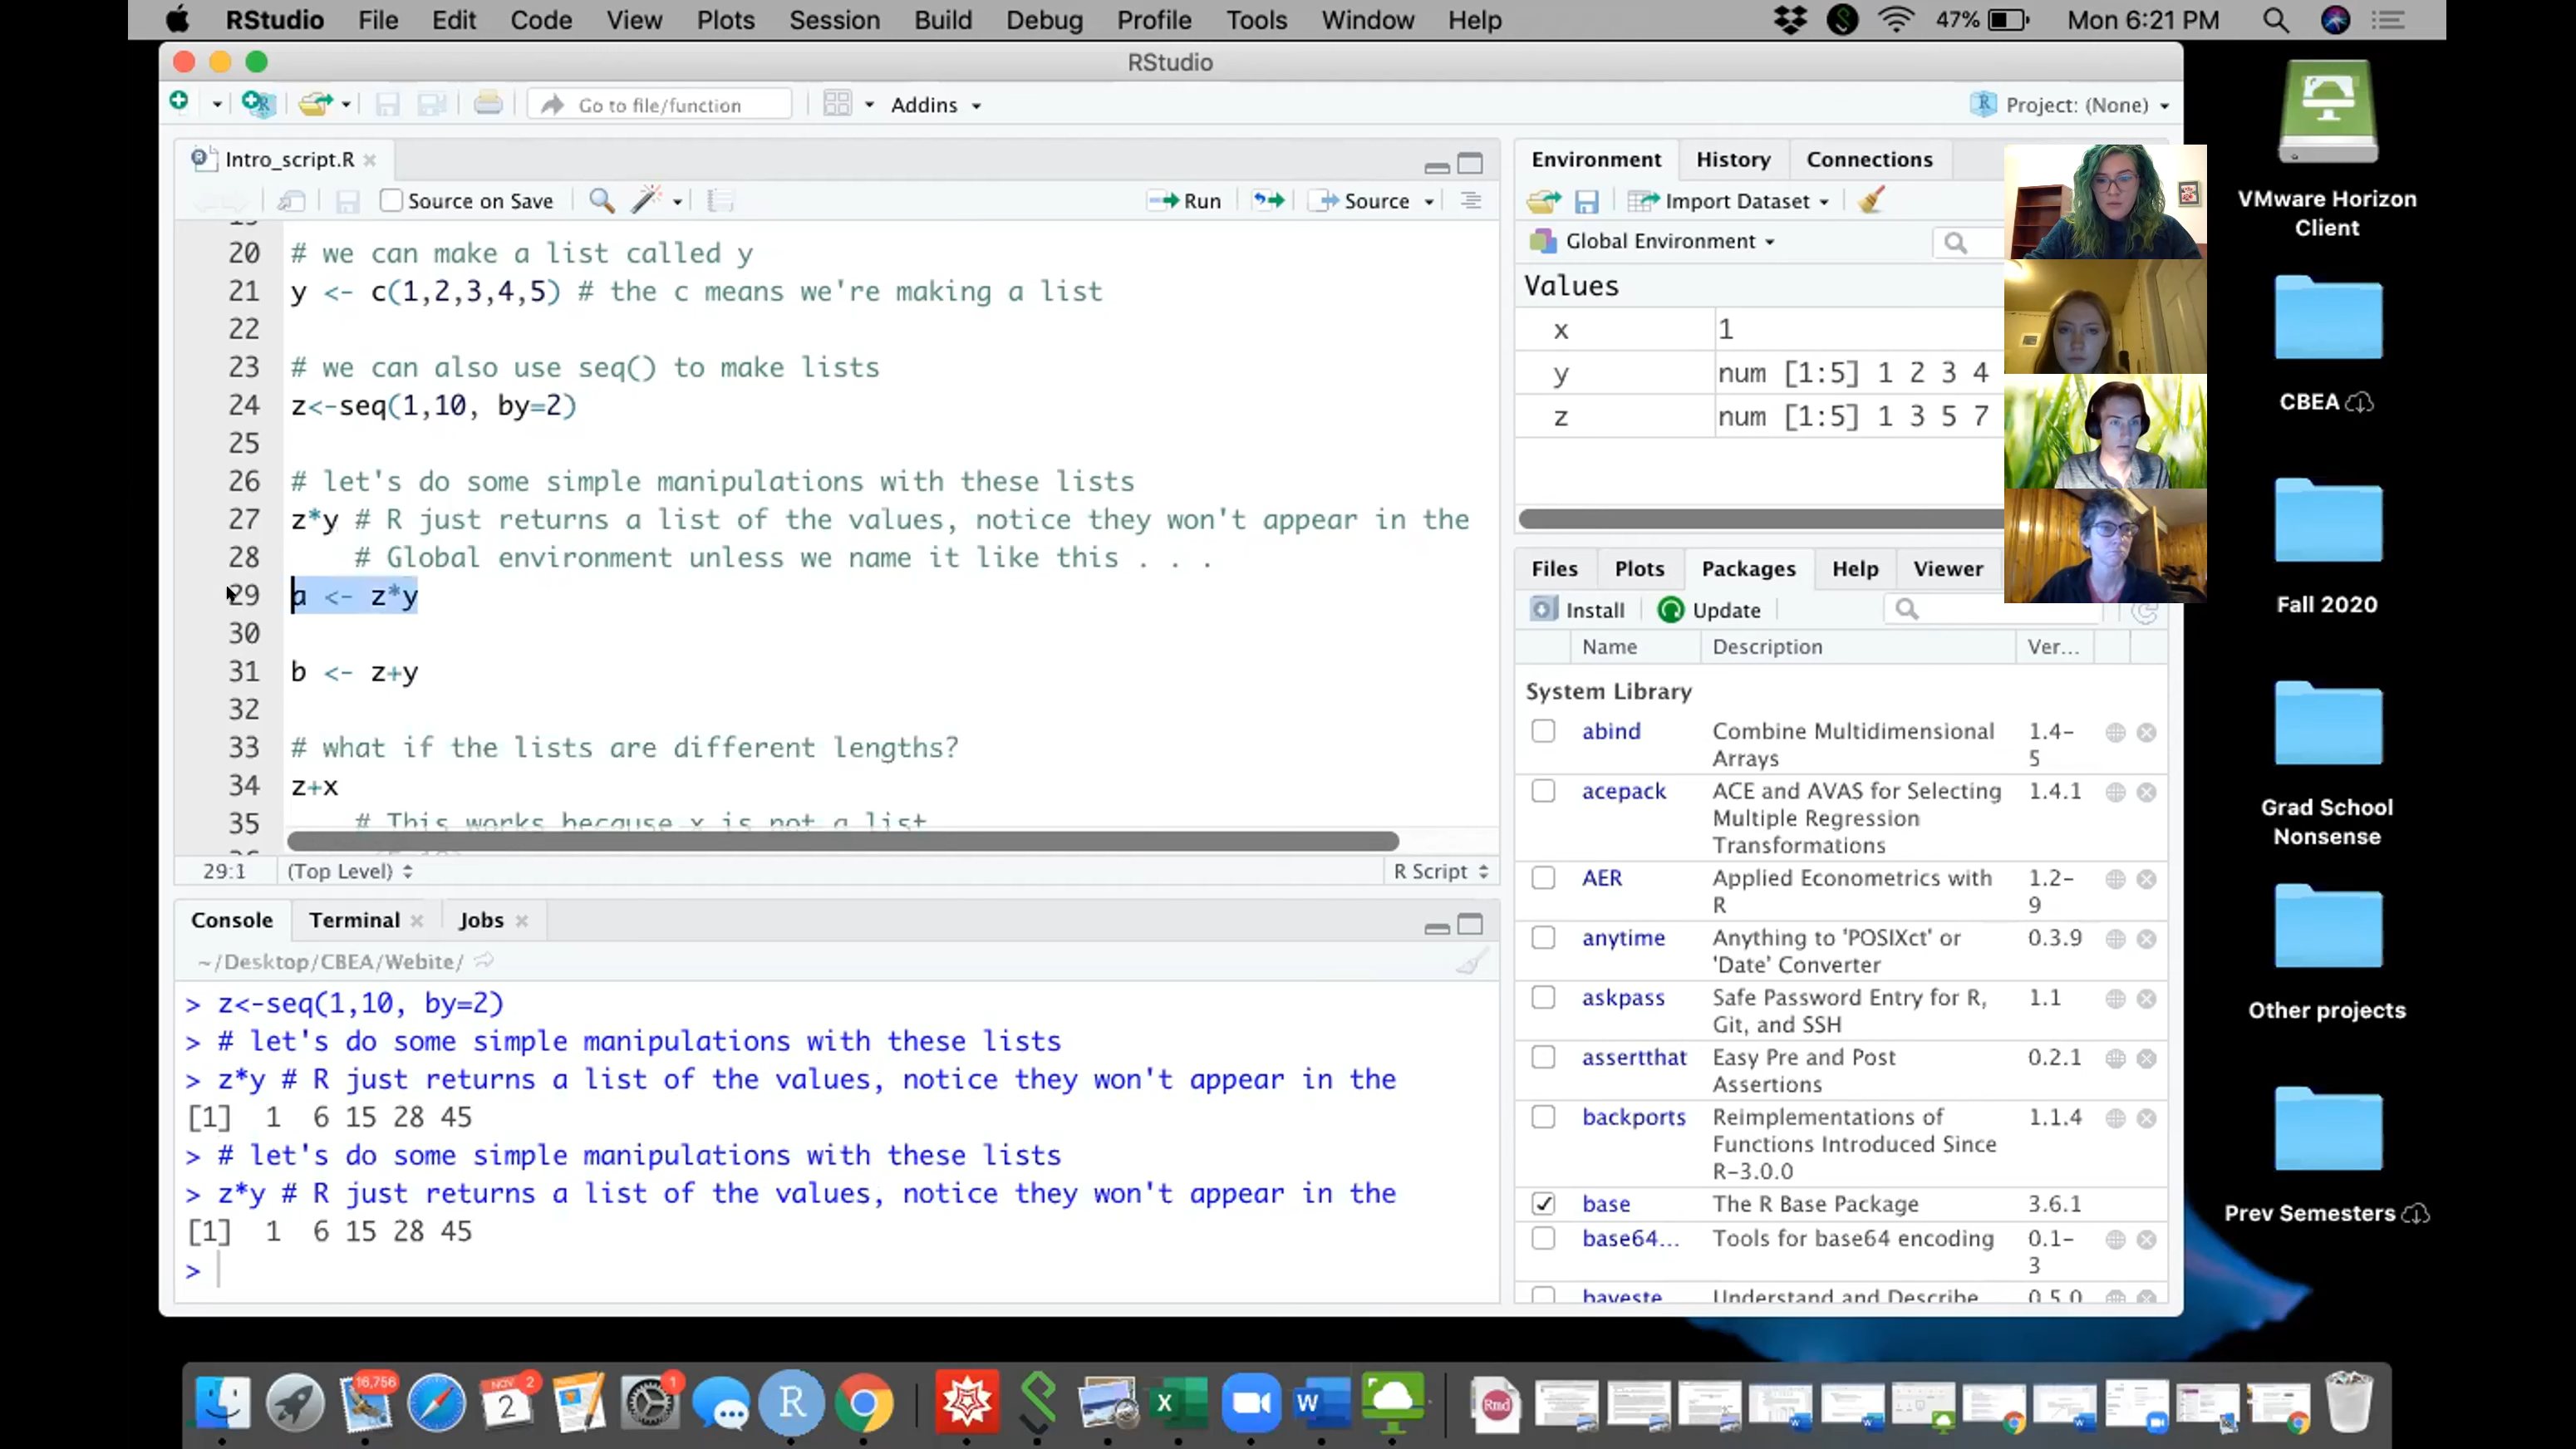 RStudio File Edit Code View Plots Session Build Debug Profile Tools Window Help 47% Mon 6:21 PM
RStudio
Go to file/function Addins Project: (None)
Intro_script.R
Source on Save Run Source
20 # we can make a list called y
21 y <- c(1,2,3,4,5) # the c means we're making a list
22
23 # we can also use seq() to make lists
24 z<-seq(1,10, by=2)
25
26 # let's do some simple manipulations with these lists
27 z*y # R just returns a list of the values, notice they won't appear in the
28 # Global environment unless we name it like this . . .
29 a <- z*y
30
31 b <- z+y
32
33 # what if the lists are different lengths?
34 z+x
35 # This works because x is not a list
29:1 (Top Level) R Script
Console Terminal Jobs
~/Desktop/CBEA/Webite/
> z<-seq(1,10, by=2)
> # let's do some simple manipulations with these lists
> z*y # R just returns a list of the values, notice they won't appear in the
[1] 1 6 15 28 45
> # let's do some simple manipulations with these lists
> z*y # R just returns a list of the values, notice they won't appear in the
[1] 1 6 15 28 45
>
Environment History Connections
Import Dataset
Global Environment
Values
x 1
y num [1:5] 1 2 3 4
z num [1:5] 1 3 5 7
Files Plots Packages Help Viewer
Install Update
Name Description Ver...
System Library
abind Combine Multidimensional 1.4-
Arrays 5
acepack ACE and AVAS for Selecting 1.4.1
Multiple Regression
Transformations
AER Applied Econometrics with 1.2-
R 9
anytime Anything to 'POSIXct' or 0.3.9
'Date' Converter
askpass Safe Password Entry for R, 1.1
Git, and SSH
assertthat Easy Pre and Post 0.2.1
Assertions
backports Reimplementations of 1.1.4
Functions Introduced Since
R-3.0.0
base The R Base Package 3.6.1
base64... Tools for base64 encoding 0.1-
3
bayeste Understand and Describe 0.5.0
VMware Horizon
Client
CBEA
Fall 2020
Grad School
Nonsense
Other projects
Prev Semesters
16,756 NOV 2 2 1 R X W Rmd